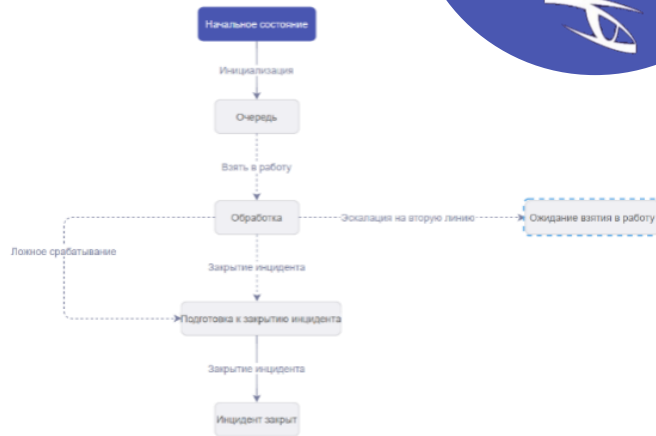 Начальное состояние
Инициализация
Очередь
Взять в работу
Обработка
Эскалация на вторую линию
Ожидание взятия в работу
Ложное срабатывание
Закрытие инцидента
Подготовка к закрытию инцидента
Закрытие инцидента
Инцидент закрыт